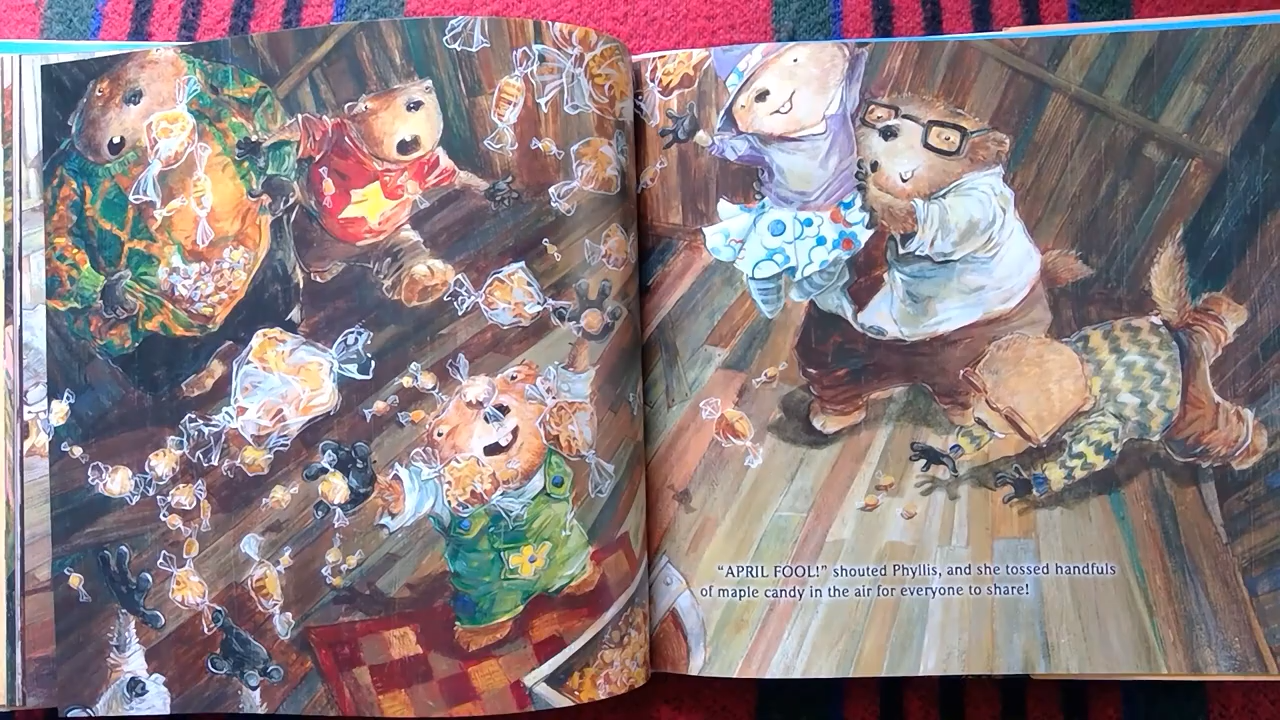 “APRIL FOOL!” shouted Phyllis, and she tossed handfuls
of maple candy in the air for everyone to share!